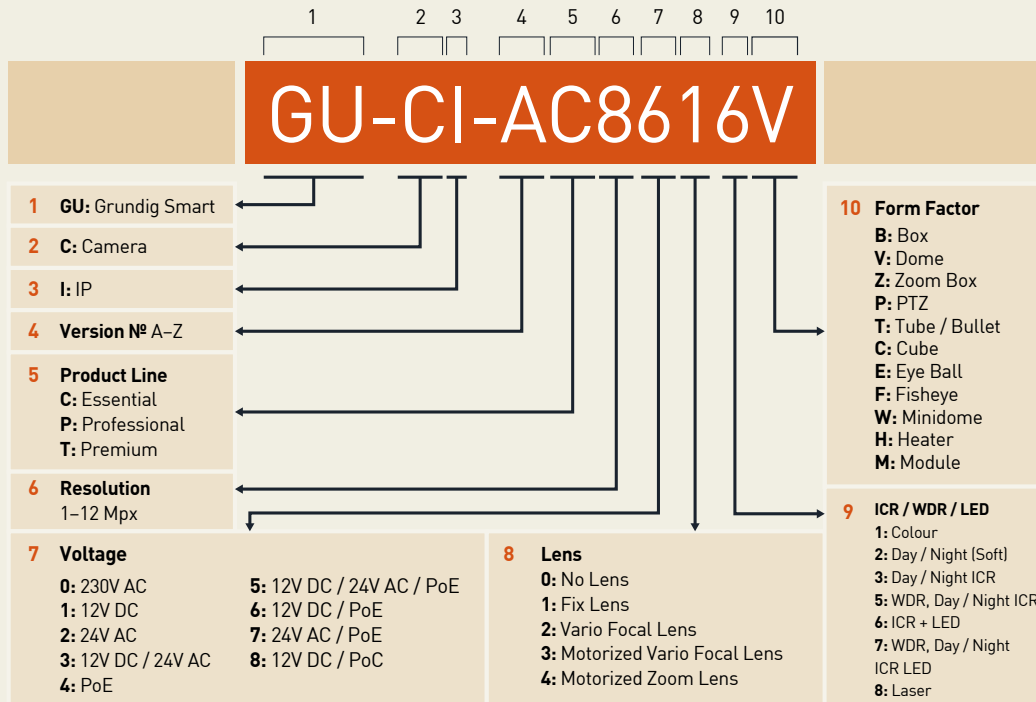 1 2 3 4 5 6 7 8 9 10
GU-CI-AC8616V
1 GU: Grundig Smart
2 C: Camera
3 I: IP
4 Version Nº A–Z
5 Product Line
C: Essential
P: Professional
T: Premium
6 Resolution
1–12 Mpx
7 Voltage
0: 230V AC
1: 12V DC
2: 24V AC
3: 12V DC / 24V AC
4: PoE
5: 12V DC / 24V AC / PoE
6: 12V DC / PoE
7: 24V AC / PoE
8: 12V DC / PoC
8 Lens
0: No Lens
1: Fix Lens
2: Vario Focal Lens
3: Motorized Vario Focal Lens
4: Motorized Zoom Lens
10 Form Factor
B: Box
V: Dome
Z: Zoom Box
P: PTZ
T: Tube / Bullet
C: Cube
E: Eye Ball
F: Fisheye
W: Minidome
H: Heater
M: Module
9 ICR / WDR / LED
1: Colour
2: Day / Night (Soft)
3: Day / Night ICR
5: WDR, Day / Night ICR
6: ICR + LED
7: WDR, Day / Night
ICR LED
8: Laser